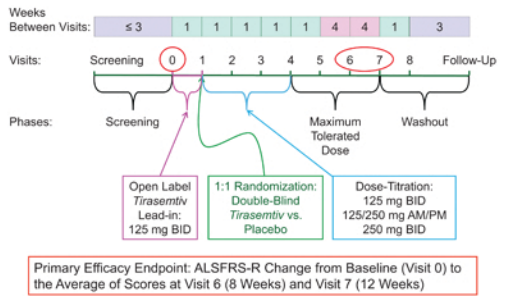 Weeks
Between Visits: ≤ 3 1 1 1 1 1 4 4 1 3
Visits: Screening 0 1 2 3 4 5 6 7 8 Follow-Up
Phases: Screening Maximum Tolerated Dose Washout
Open Label
Tirasemtiv
Lead-in:
125 mg BID
1:1 Randomization:
Double-Blind
Tirasemtiv vs.
Placebo
Dose-Titration:
125 mg BID
125/250 mg AM/PM
250 mg BID
Primary Efficacy Endpoint: ALSFRS-R Change from Baseline (Visit 0) to
the Average of Scores at Visit 6 (8 Weeks) and Visit 7 (12 Weeks)